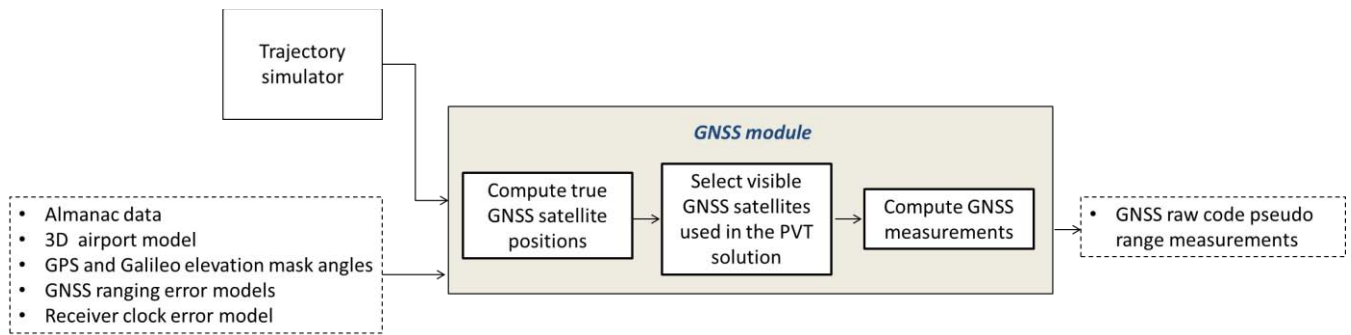 Trajectory
simulator
GNSS module
Compute true
GNSS satellite
positions
Select visible
GNSS satellites
used in the PVT
solution
Compute GNSS
measurements
• Almanac data
• 3D airport model
• GPS and Galileo elevation mask angles
• GNSS ranging error models
• Receiver clock error model
• GNSS raw code pseudo
range measurements